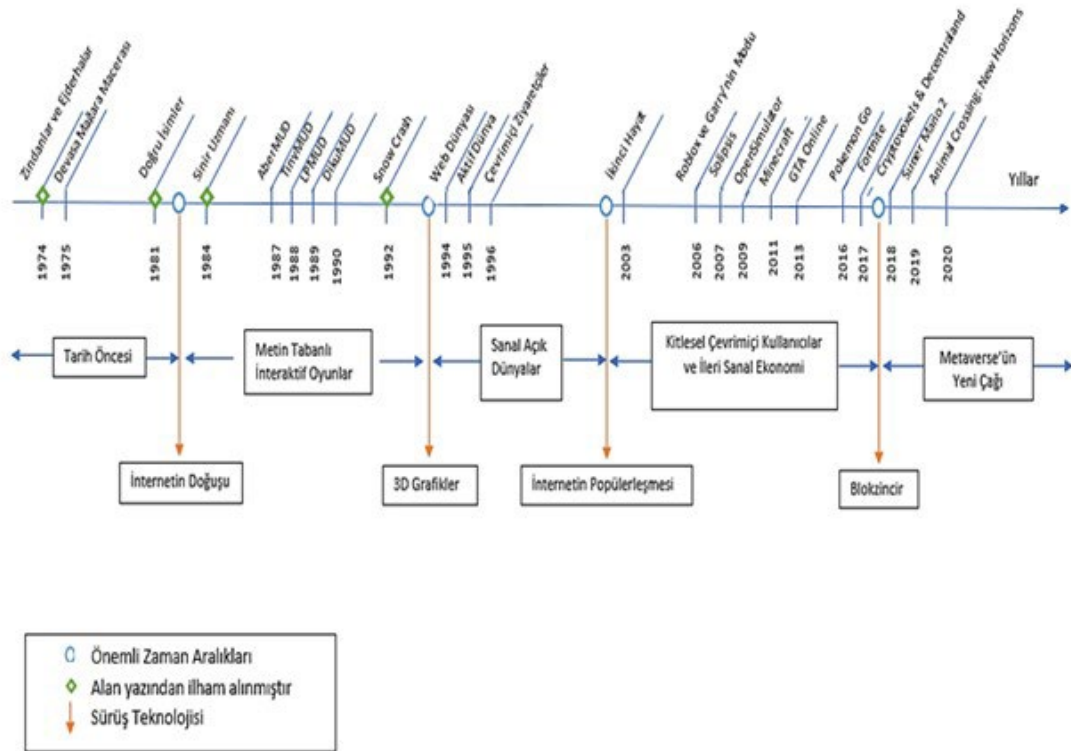 Zindanlar ve Ejderhalar
Devasa Mağara Macerası
Doğru İsimler
Sinir Uzmanı
AberMUD
TinyMUD
LPMUD
DikuMUD
Snow Crash
Web Dünyası
Aktif Dünya
Çevrimiçi Ziyaretçiler
İkinci Hayat
Roblox ve Garry'nin Modu
Solipsis
OpenSimulator
Minecraft
GTA Online
Pokemon Go
Fortnite
Cryptovoxels & Decentraland
Super Mario 2
Animal Crossing: New Horizons
Yıllar
1974
1975
1981
1984
1987
1988
1989
1990
1992
1994
1995
1996
2003
2006
2007
2009
2011
2013
2016
2017
2018
2019
2020
Tarih Öncesi
Metin Tabanlı
İnteraktif Oyunlar
Sanal Açık
Dünyalar
Kitlesel Çevrimiçi Kullanıcılar
ve İleri Sanal Ekonomi
Metaverse'ün
Yeni Çağı
İnternetin Doğuşu
3D Grafikler
İnternetin Popülerleşmesi
Blokzincir
Önemli Zaman Aralıkları
Alan yazından ilham alınmıştır
Sürüş Teknolojisi